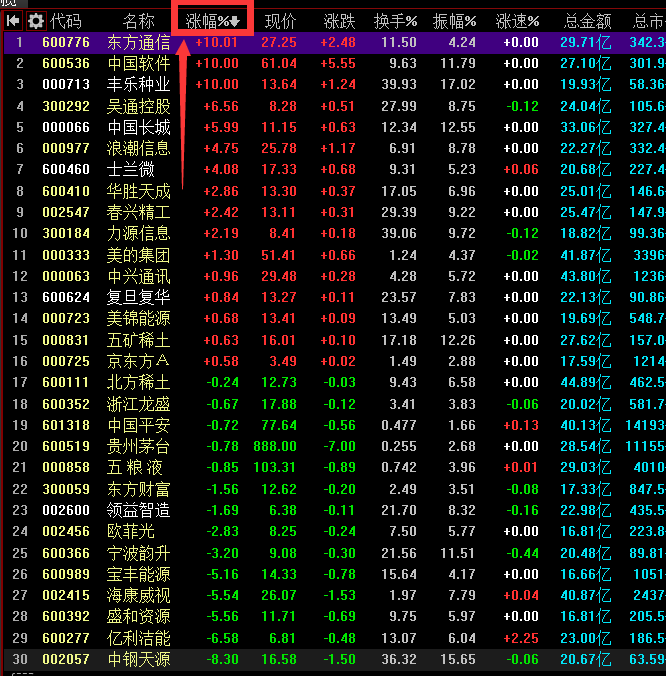 代码 名称 涨幅% 现价 涨跌 换手% 振幅% 涨速% 总金额 总市
1 600776 东方通信 +10.01 27.25 +2.48 11.50 4.24 +0.00 29.71亿 342.3
2 600536 中国软件 +10.00 61.04 +5.55 9.63 11.79 +0.00 27.10亿 301.9
3 000713 丰乐种业 +10.00 13.64 +1.24 39.93 17.02 +0.00 19.93亿 58.36
4 300292 吴通控股 +6.56 8.28 +0.51 27.99 8.75 -0.12 24.04亿 105.6
5 000066 中国长城 +5.99 11.15 +0.63 12.34 12.55 +0.00 33.06亿 327.4
6 000977 浪潮信息 +4.75 25.78 +1.17 6.91 8.78 +0.00 22.27亿 332.4
7 600460 士兰微 +4.08 17.33 +0.68 9.31 5.23 +0.06 20.68亿 227.4
8 600410 华胜天成 +2.86 13.30 +0.37 17.05 6.96 +0.00 25.01亿 146.6
9 002547 春兴精工 +2.42 13.11 +0.31 29.39 9.22 +0.00 25.47亿 147.9
10 300184 力源信息 +2.19 8.41 +0.18 39.06 9.72 -0.12 18.82亿 99.36
11 000333 美的集团 +1.30 51.41 +0.66 1.24 4.37 -0.02 41.87亿 3396
12 000063 中兴通讯 +0.96 29.48 +0.28 4.28 5.72 +0.00 43.80亿 1236
13 600624 复旦复华 +0.84 13.27 +0.11 23.57 7.83 +0.00 22.13亿 90.86
14 000723 美锦能源 +0.68 13.41 +0.09 13.49 5.03 +0.00 19.69亿 548.7
15 000831 五矿稀土 +0.63 16.01 +0.10 17.18 12.26 +0.00 27.62亿 157.0
16 000725 京东方Ａ +0.58 3.49 +0.02 1.49 2.88 +0.00 17.59亿 1214
17 600111 北方稀土 -0.24 12.73 -0.03 9.43 6.58 +0.00 44.89亿 462.5
18 600352 浙江龙盛 -0.67 17.88 -0.12 3.41 3.83 -0.06 20.02亿 581.7
19 601318 中国平安 -0.72 77.64 -0.56 0.477 1.66 +0.13 40.13亿 14193
20 600519 贵州茅台 -0.78 888.00 -7.00 0.255 2.68 +0.00 28.54亿 11155
21 000858 五 粮 液 -0.85 103.31 -0.89 0.742 3.96 +0.01 29.03亿 4010
22 300059 东方财富 -1.56 12.62 -0.20 2.49 3.51 -0.08 17.33亿 847.5
23 002600 领益智造 -1.69 6.38 -0.11 21.70 8.32 -0.16 22.98亿 435.5
24 002456 欧菲光 -2.83 8.25 -0.24 7.50 5.77 +0.00 16.81亿 223.8
25 600366 宁波韵升 -3.20 9.08 -0.30 21.56 11.51 -0.44 20.48亿 89.81
26 600989 宝丰能源 -5.16 14.33 -0.78 15.64 4.17 +0.00 16.66亿 1051
27 002415 海康威视 -5.54 26.07 -1.53 1.97 7.79 +0.04 40.87亿 2437
28 600392 盛和资源 -5.56 11.71 -0.69 9.75 5.97 +0.00 16.81亿 205.5
29 600277 亿利洁能 -6.58 6.81 -0.48 13.07 6.04 +2.25 23.00亿 186.5
30 002057 中钢天源 -8.30 16.58 -1.50 36.32 15.65 -0.06 20.67亿 63.59